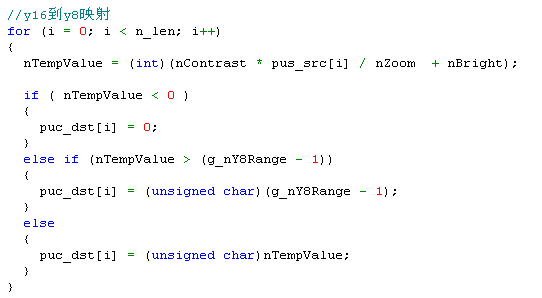 //y16到y8映射
for (i = 0; i < n_len; i++)
{
nTempValue = (int)(nContrast * pus_src[i] / nZoom  + nBright);
if ( nTempValue < 0 )
{
puc_dst[i] = 0;
}
else if (nTempValue > (g_nY8Range - 1))
{
puc_dst[i] = (unsigned char)(g_nY8Range - 1);
}
else
{
puc_dst[i] = (unsigned char)nTempValue;
}
}